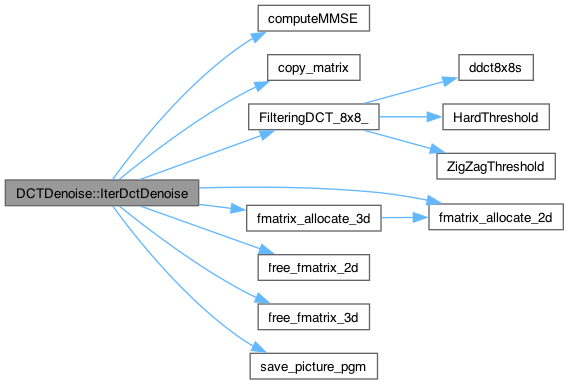 computeMMSE
copy_matrix
ddct8x8s
FilteringDCT_8x8_
HardThreshold
ZigZagThreshold
DCTDenoise::IterDctDenoise
fmatrix_allocate_3d
fmatrix_allocate_2d
free_fmatrix_2d
free_fmatrix_3d
save_picture_pgm